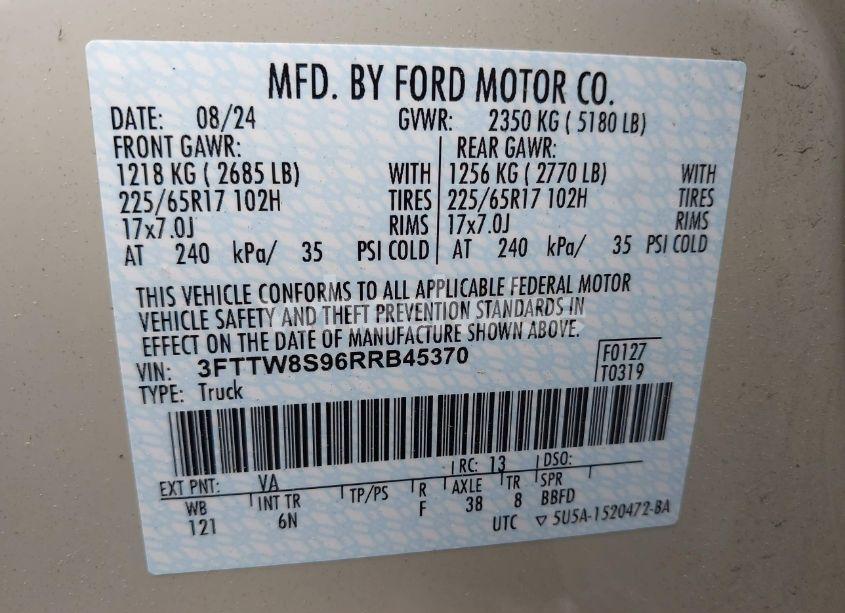 MFD. BY FORD MOTOR CO.
DATE: 08/24 GVWR: 2350 KG ( 5180 LB)
FRONT GAWR: REAR GAWR:
1218 KG ( 2685 LB) WITH 1256 KG ( 2770 LB) WITH
225/65R17 102H TIRES 225/65R17 102H TIRES
17x7.0J RIMS 17x7.0J RIMS
AT 240 kPa/ 35 PSI COLD AT 240 kPa/ 35 PSI COLD
THIS VEHICLE CONFORMS TO ALL APPLICABLE FEDERAL MOTOR
VEHICLE SAFETY AND THEFT PREVENTION STANDARDS IN
EFFECT ON THE DATE OF MANUFACTURE SHOWN ABOVE.
VIN: 3FTTW8S96RRB45370 F0127
TYPE: Truck T0319
EXT PNT: VA RC: 13 DSO:
WB INT TR TP/PS R AXLE TR SPR
121 6N F 38 8 BBFD
UTC ▽ 5U5A-1520472-BA